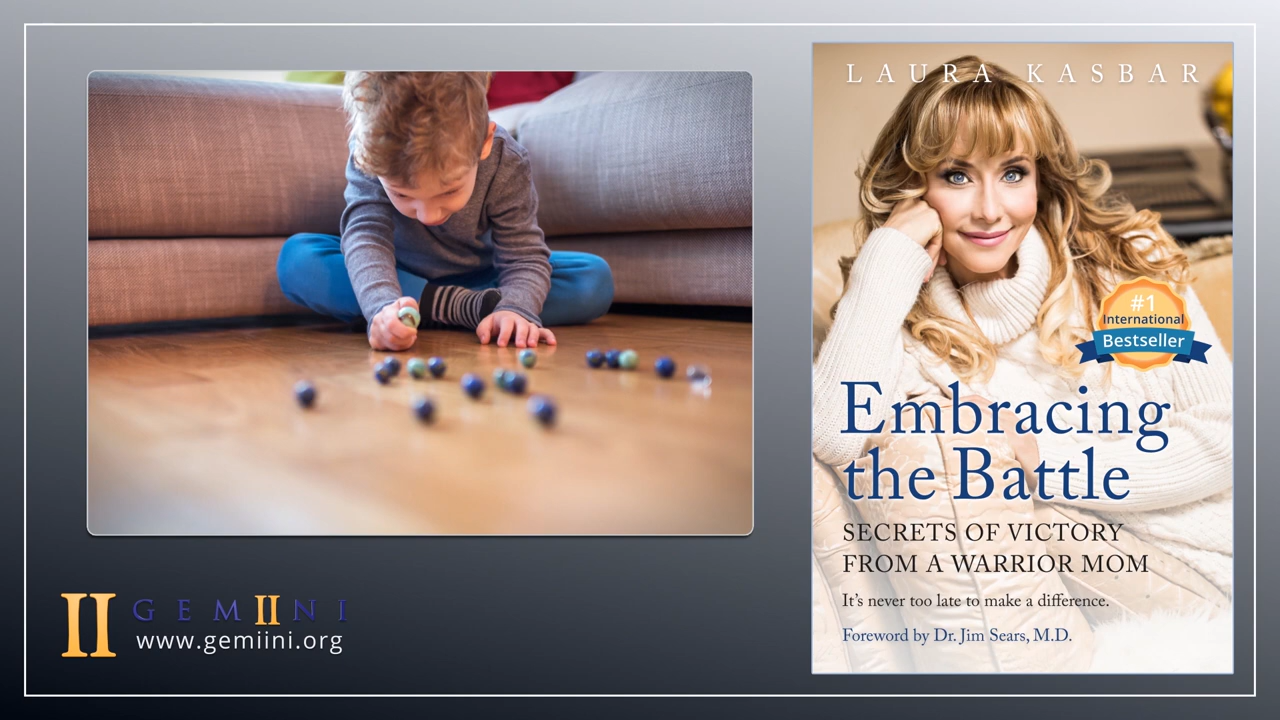 LAURA KASBAR
#1
International
Bestseller
Embracing
the Battle
SECRETS OF VICTORY
FROM A WARRIOR MOM
It's never too late to make a difference.
Foreword by Dr. Jim Sears, M.D.
II GEMIINI
www.gemiini.org